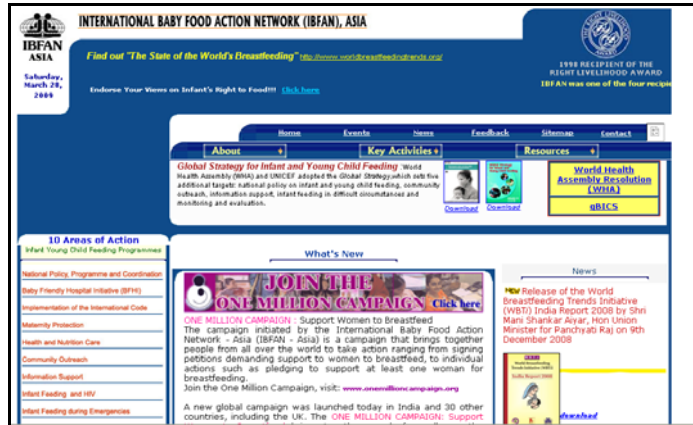 INTERNATIONAL BABY FOOD ACTION NETWORK (IBFAN), ASIA
IBFAN
ASIA
Saturday,
March 28,
2009
Find out "The State of the World's Breastfeeding" http://www.worldbreastfeedingtrends.org/
Endorse Your Views on Infant's Right to Food!!! Click here
1998 RECIPIENT OF THE
RIGHT LIVELIHOOD AWARD
IBFAN was one of the four recipie
Home Events News Feedback Sitemap Contact
About Key Activities Resources
Global Strategy for Infant and Young Child Feeding :World
Health Assembly (WHA) and UNICEF adopted the Global Strategy,which sets five
additional targets: national policy on infant and young child feeding, community
outreach, information support, infant feeding in difficult circumstances and
monitoring and evaluation.
Download
Download
World Health
Assembly Resolution
(WHA)
gBICS
10 Areas of Action
Infant Young Child Feeding Programmes
National Policy, Programme and Coordination
Baby Friendly Hospital Initiative (BFHI)
Implementation of the International Code
Maternity Protection
Health and Nutrition Care
Community Outreach
Information Support
Infant Feeding and HIV
Infant Feeding during Emergencies
What's New
JOIN THE
ONE MILLION CAMPAIGN Click here
ONE MILLION CAMPAIGN : Support Women to Breastfeed
The campaign initiated by the International Baby Food Action
Network - Asia (IBFAN - Asia) is a campaign that brings together
people from all over the world to take action ranging from signing
petitions demanding support to women to breastfeed, to individual
actions such as pledging to support at least one woman for
breastfeeding.
Join the One Million Campaign, visit: www.onemillioncampaign.org
A new global campaign was launched today in India and 30 other
countries, including the UK. The ONE MILLION CAMPAIGN: Support
News
NEW Release of the World
Breastfeeding Trends Initiative
(WBTi) India Report 2008 by Shri
Mani Shankar Aiyar, Hon Union
Minister for Panchyati Raj on 9th
December 2008
India Report 2008
download